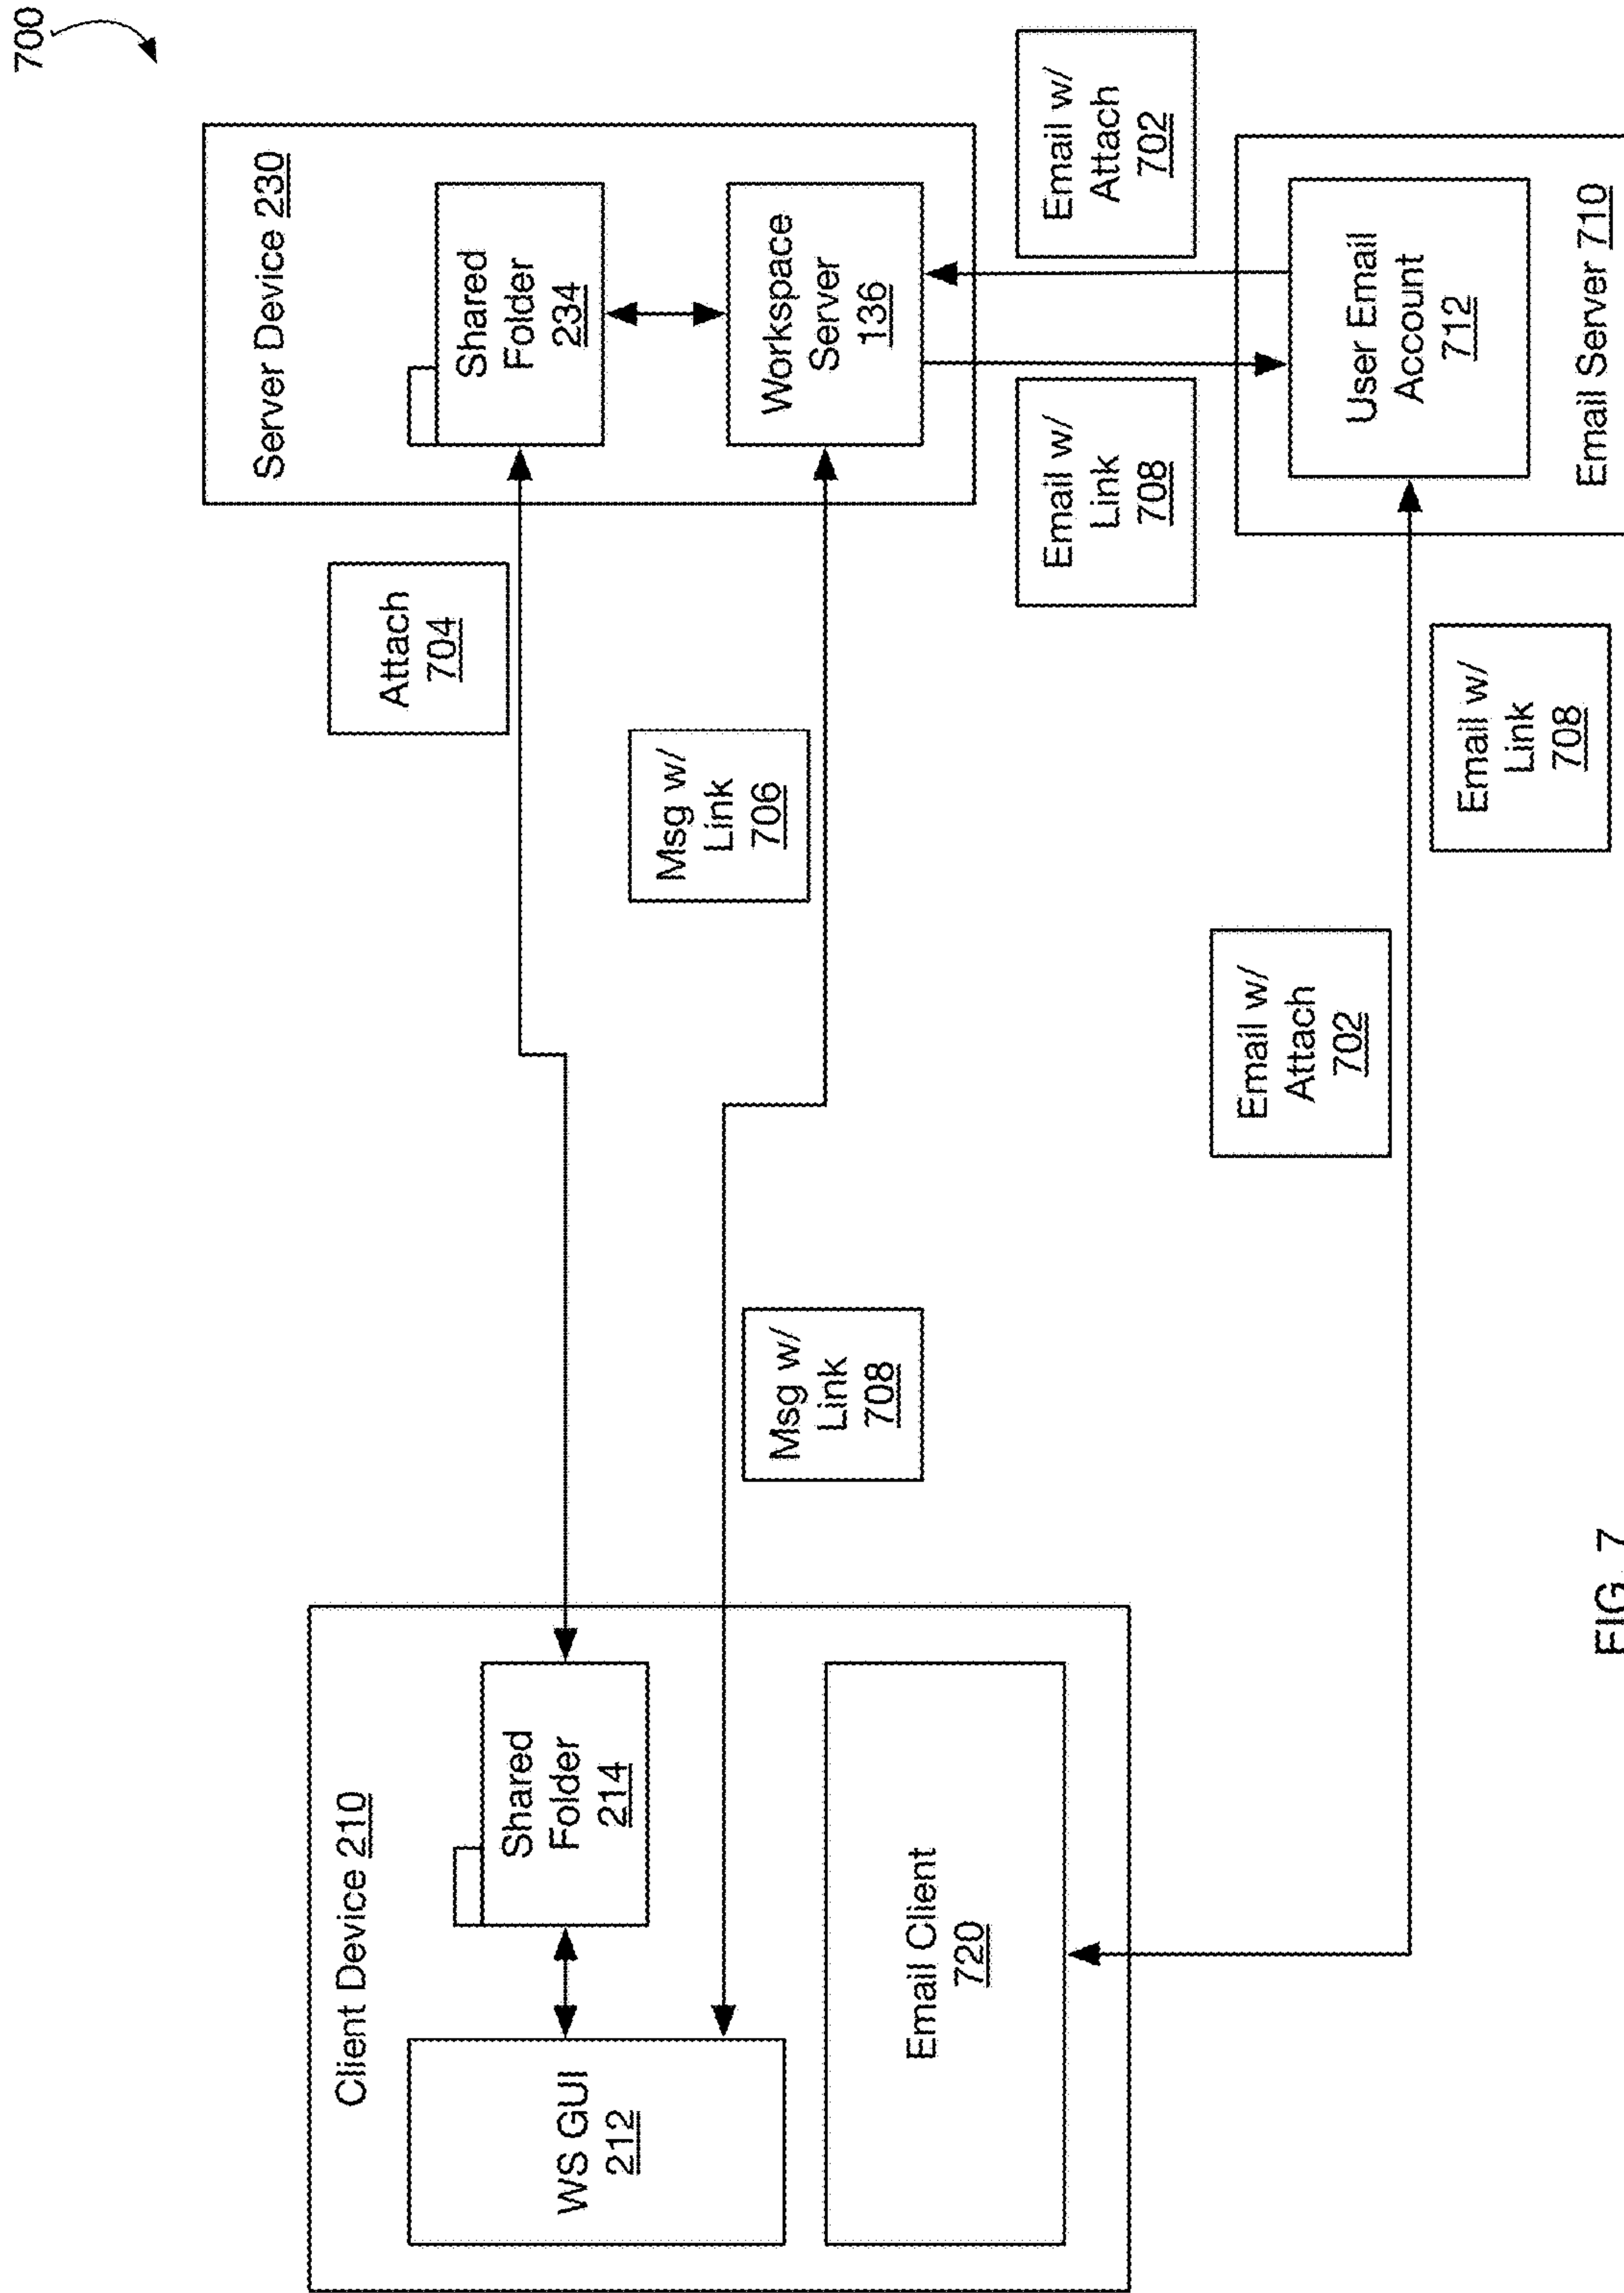 700
Client Device 210
WS GUI
212
Shared
Folder
214
Email Client
720
Attach
704
Msg w/
Link
706
Msg w/
Link
708
Server Device 230
Shared
Folder
234
Workspace
Server
136
Email w/
Link
708
Email w/
Attach
702
Email w/
Attach
702
Email w/
Link
708
User Email
Account
712
Email Server 710
FIG. 7